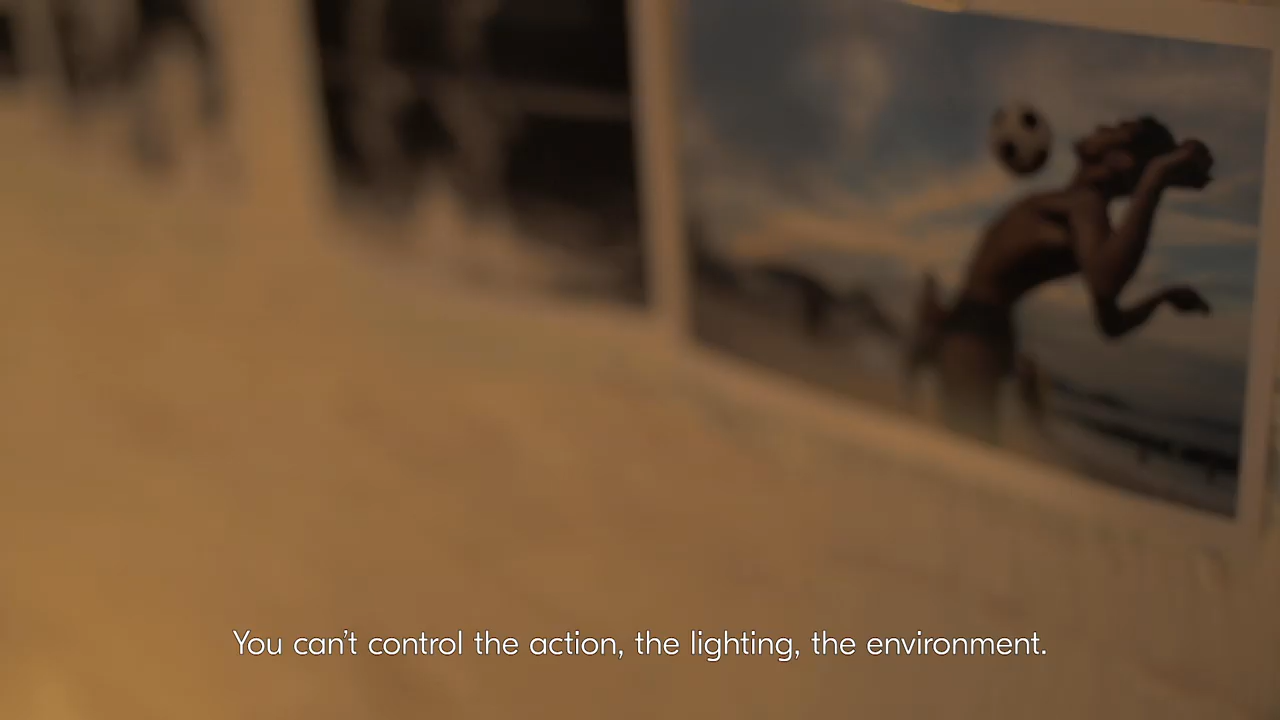 You can't control the action, the lighting, the environment.